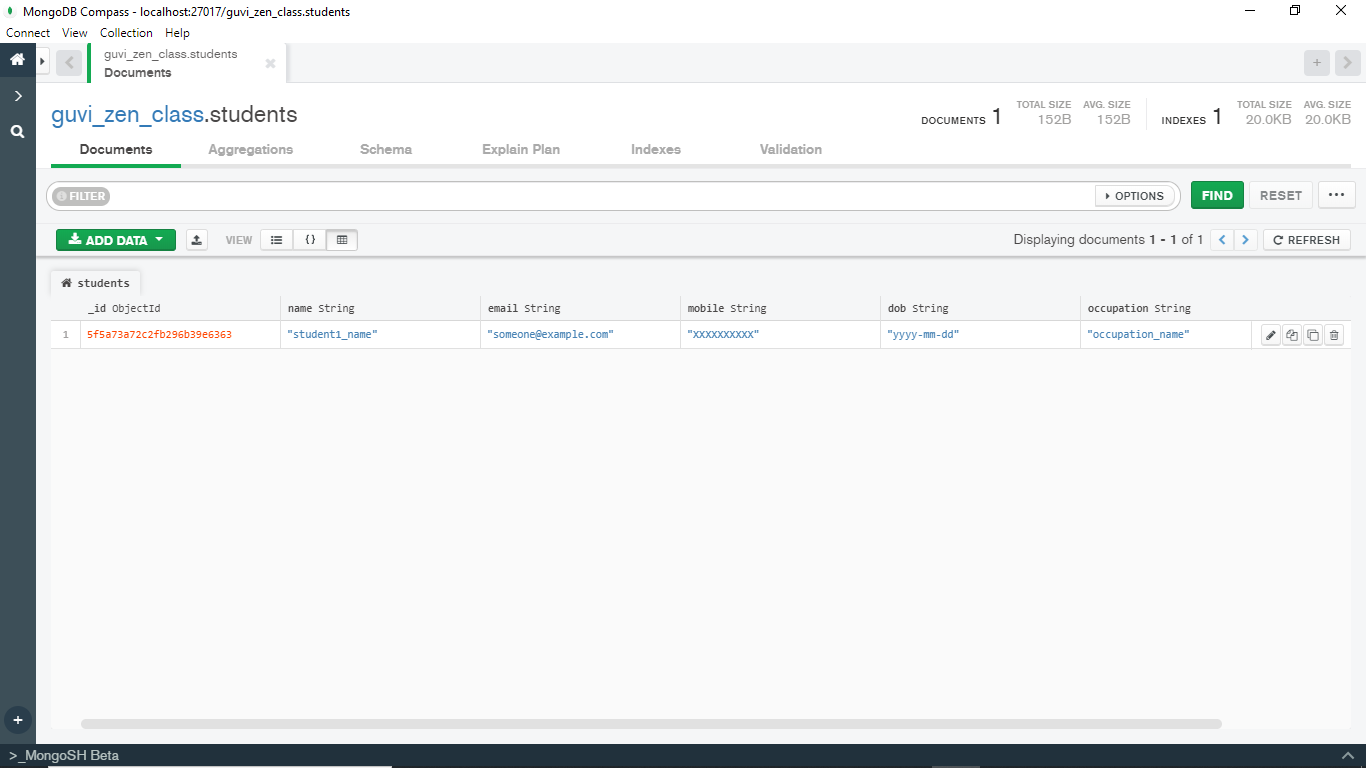 MongoDB Compass - localhost:27017/guvi_zen_class.students
Connect View Collection Help
guvi_zen_class.students
Documents
guvi_zen_class.students
DOCUMENTS 1 TOTAL SIZE 152B AVG. SIZE 152B INDEXES 1 TOTAL SIZE 20.0KB AVG. SIZE 20.0KB
Documents Aggregations Schema Explain Plan Indexes Validation
FILTER OPTIONS FIND RESET ...
ADD DATA VIEW { } Displaying documents 1 - 1 of 1 < > REFRESH
students
_id ObjectId name String email String mobile String dob String occupation String
1 5f5a73a72c2fb296b39e6363 "student1_name" "someone@example.com" "XXXXXXXXXX" "yyyy-mm-dd" "occupation_name"
>_MongoSH Beta